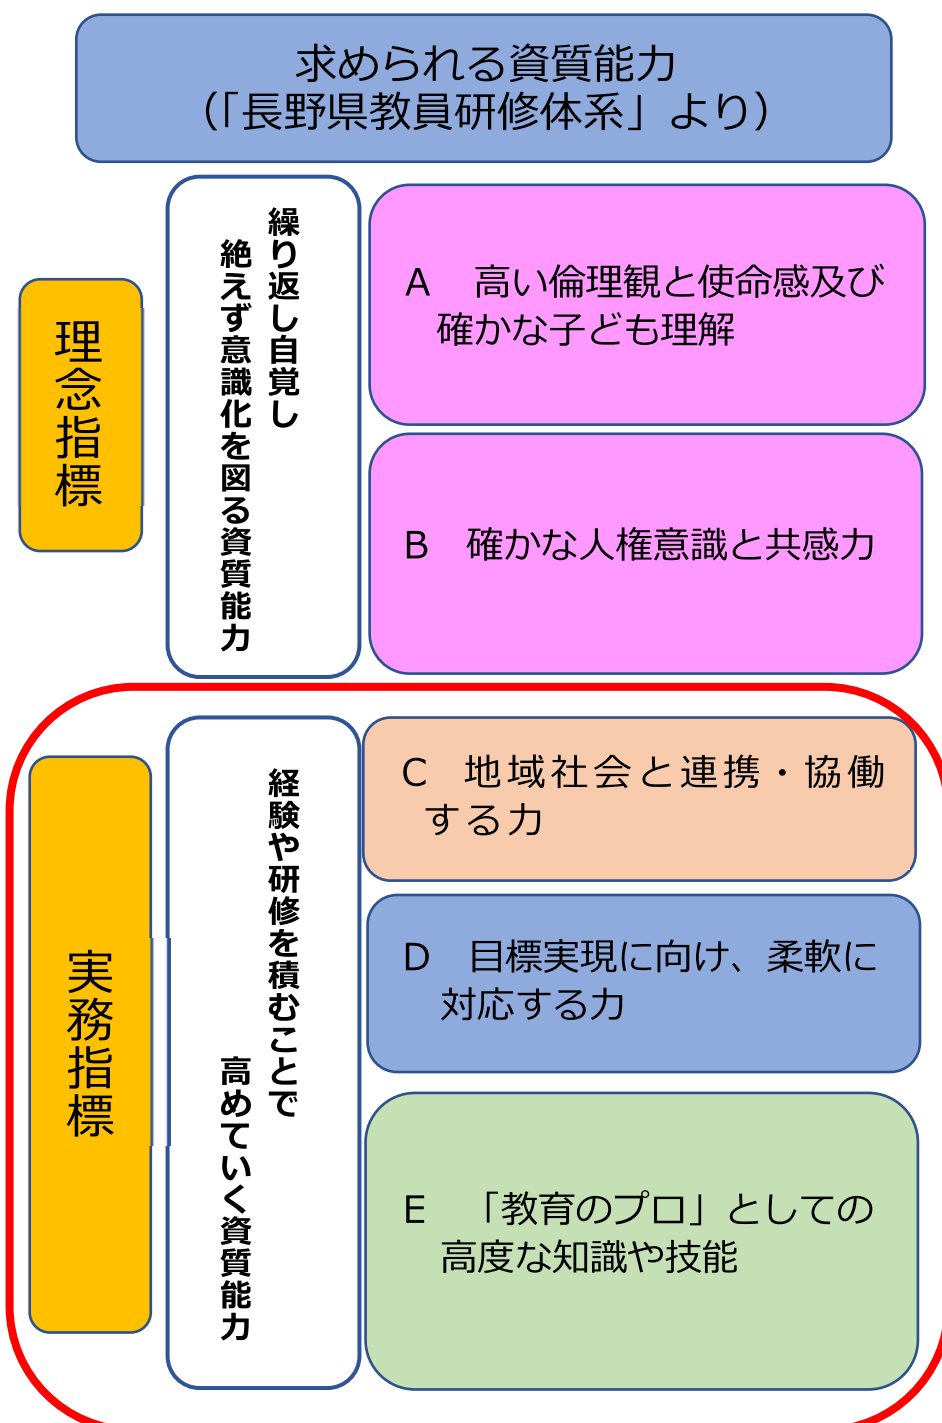 求められる資質能力
（「長野県教員研修体系」より）
理念指標
繰り返し自覚し
絶えず意識化を図る資質能力
A　高い倫理観と使命感及び
確かな子ども理解
B　確かな人権意識と共感力
実務指標
経験や研修を積むことで
高めていく資質能力
C　地域社会と連携・協働
する力
D　目標実現に向け、柔軟に
対応する力
E　「教育のプロ」としての
高度な知識や技能